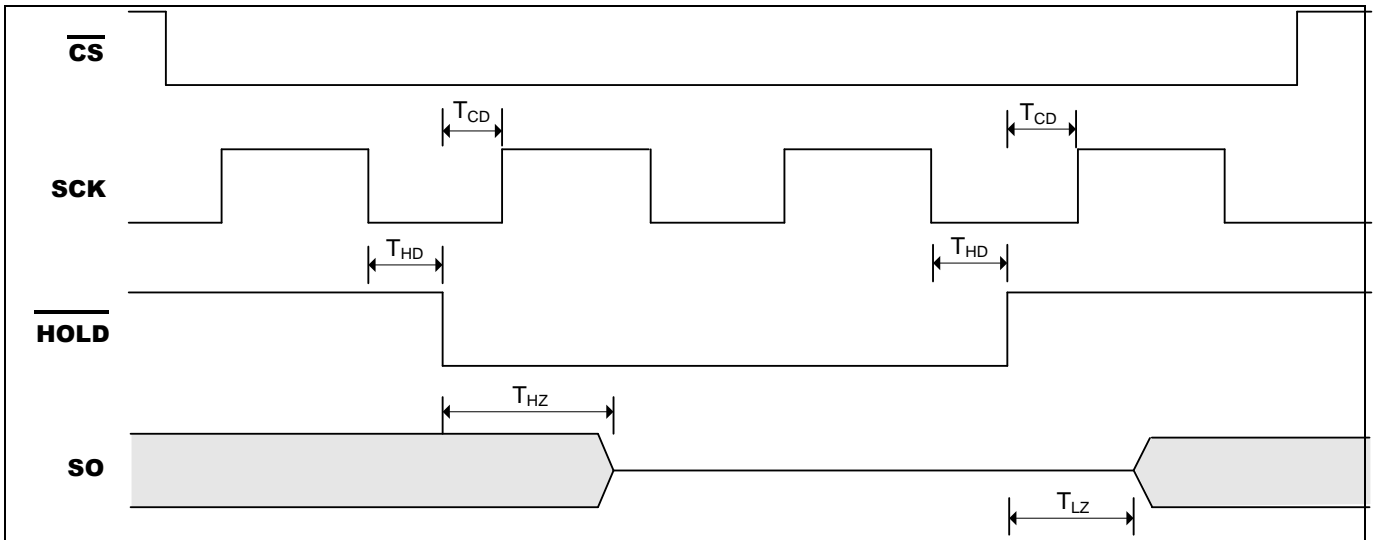 CS
T_CD T_CD
SCK
T_HD T_HD
HOLD
T_HZ
SO
T_LZ